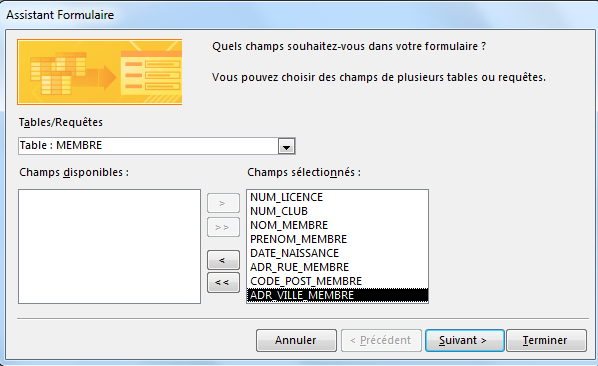 Assistant Formulaire
Quels champs souhaitez-vous dans votre formulaire ?
Vous pouvez choisir des champs de plusieurs tables ou requêtes.
Tables/Requêtes
Table : MEMBRE
Champs disponibles :
Champs sélectionnés :
>
>>
<
<<
NUM_LICENCE
NUM_CLUB
NOM_MEMBRE
PRENOM_MEMBRE
DATE_NAISSANCE
ADR_RUE_MEMBRE
CODE_POST_MEMBRE
ADR_VILLE_MEMBRE
Annuler
< Précédent
Suivant >
Terminer